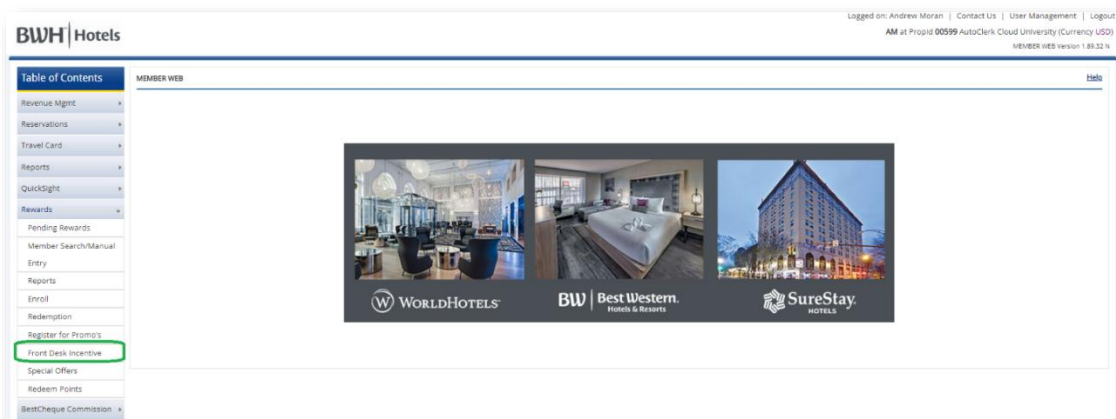 Logged on: Andrew Moran | Contact Us | User Management | Logout
BWH Hotels
AM at PropId 00599 AutoClerk Cloud University (Currency USD)
MEMBER WEB Version 1.89.32 N
Table of Contents
MEMBER WEB
Help
Revenue Mgmt
Reservations
Travel Card
Reports
QuickSight
Rewards
Pending Rewards
Member Search/Manual
Entry
Reports
Enroll
Redemption
Register for Promo's
Front Desk Incentive
Special Offers
Redeem Points
BestCheque Commission
W WORLDHOTELS
BW Best Western.
Hotels & Resorts
SureStay.
HOTELS